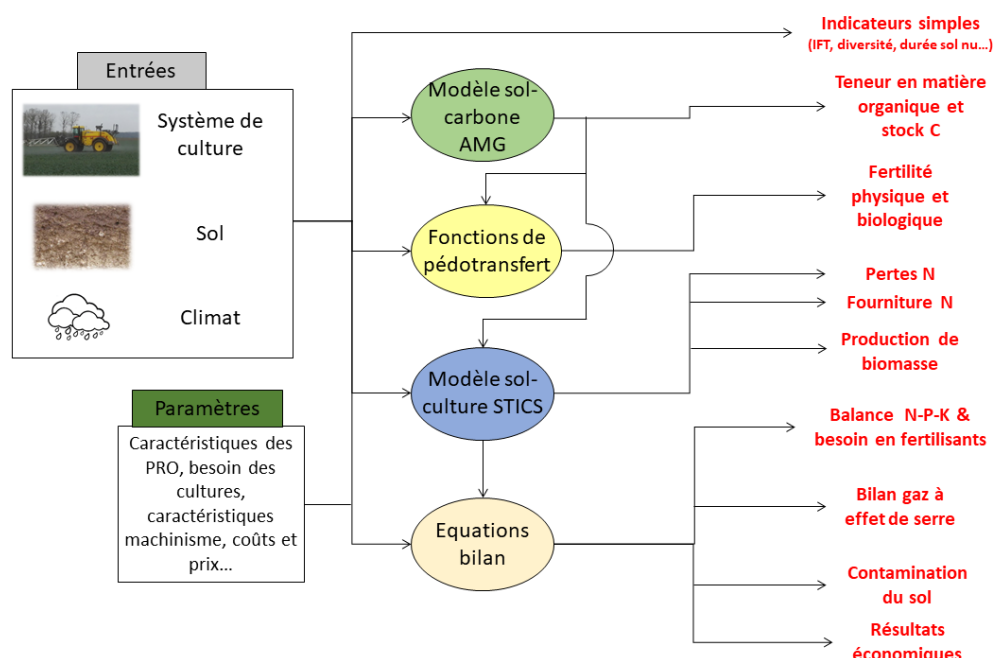 Entrées
Système de
culture
Sol
Climat
Paramètres
Caractéristiques des
PRO, besoin des
cultures,
caractéristiques
machinisme, coûts et
prix...
Modèle sol-
carbone
AMG
Fonctions de
pédotransfert
Modèle sol-
culture STICS
Equations
bilan
Indicateurs simples
(IFT, diversité, durée sol nu...)
Teneur en matière
organique et
stock C
Fertilité
physique et
biologique
Pertes N
Fourniture N
Production de
biomasse
Balance N-P-K &
besoin en fertilisants
Bilan gaz à
effet de serre
Contamination
du sol
Résultats
économiques